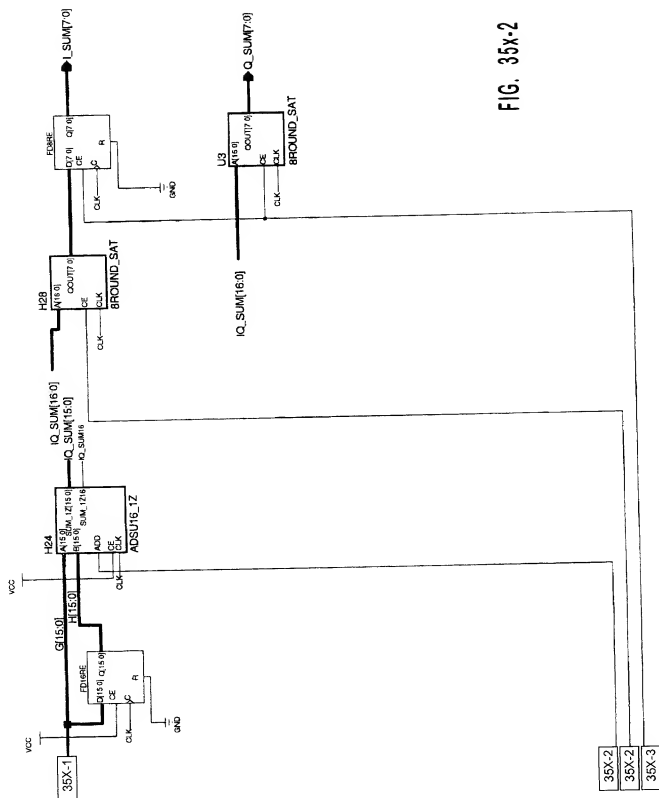 I_SUM[7:0]
FD8RE
D[7:0] Q[7:0]
CE
C
R
CLK
GND
Q_SUM[7:0]
U3
A[16:0]
QOUT[7:0]
CE
CLK
CLK
8ROUND_SAT
FIG. 35x-2
H28
A[16:0]
QOUT[7:0]
CE
CLK
CLK
8ROUND_SAT
IQ_SUM[16:0]
IQ_SUM[16:0]
IQ_SUM[15:0]
IQ_SUM16
H24
A[15:0]
SUM_1Z[15:0]
B[15:0]
SUM_1Z16
ADD
CE
CLK
CLK
ADSU16_1Z
VCC
G[15:0]
H[15:0]
FD16RE
D[15:0] Q[15:0]
CE
C
R
CLK
GND
VCC
35X-1
35X-2
35X-2
35X-3